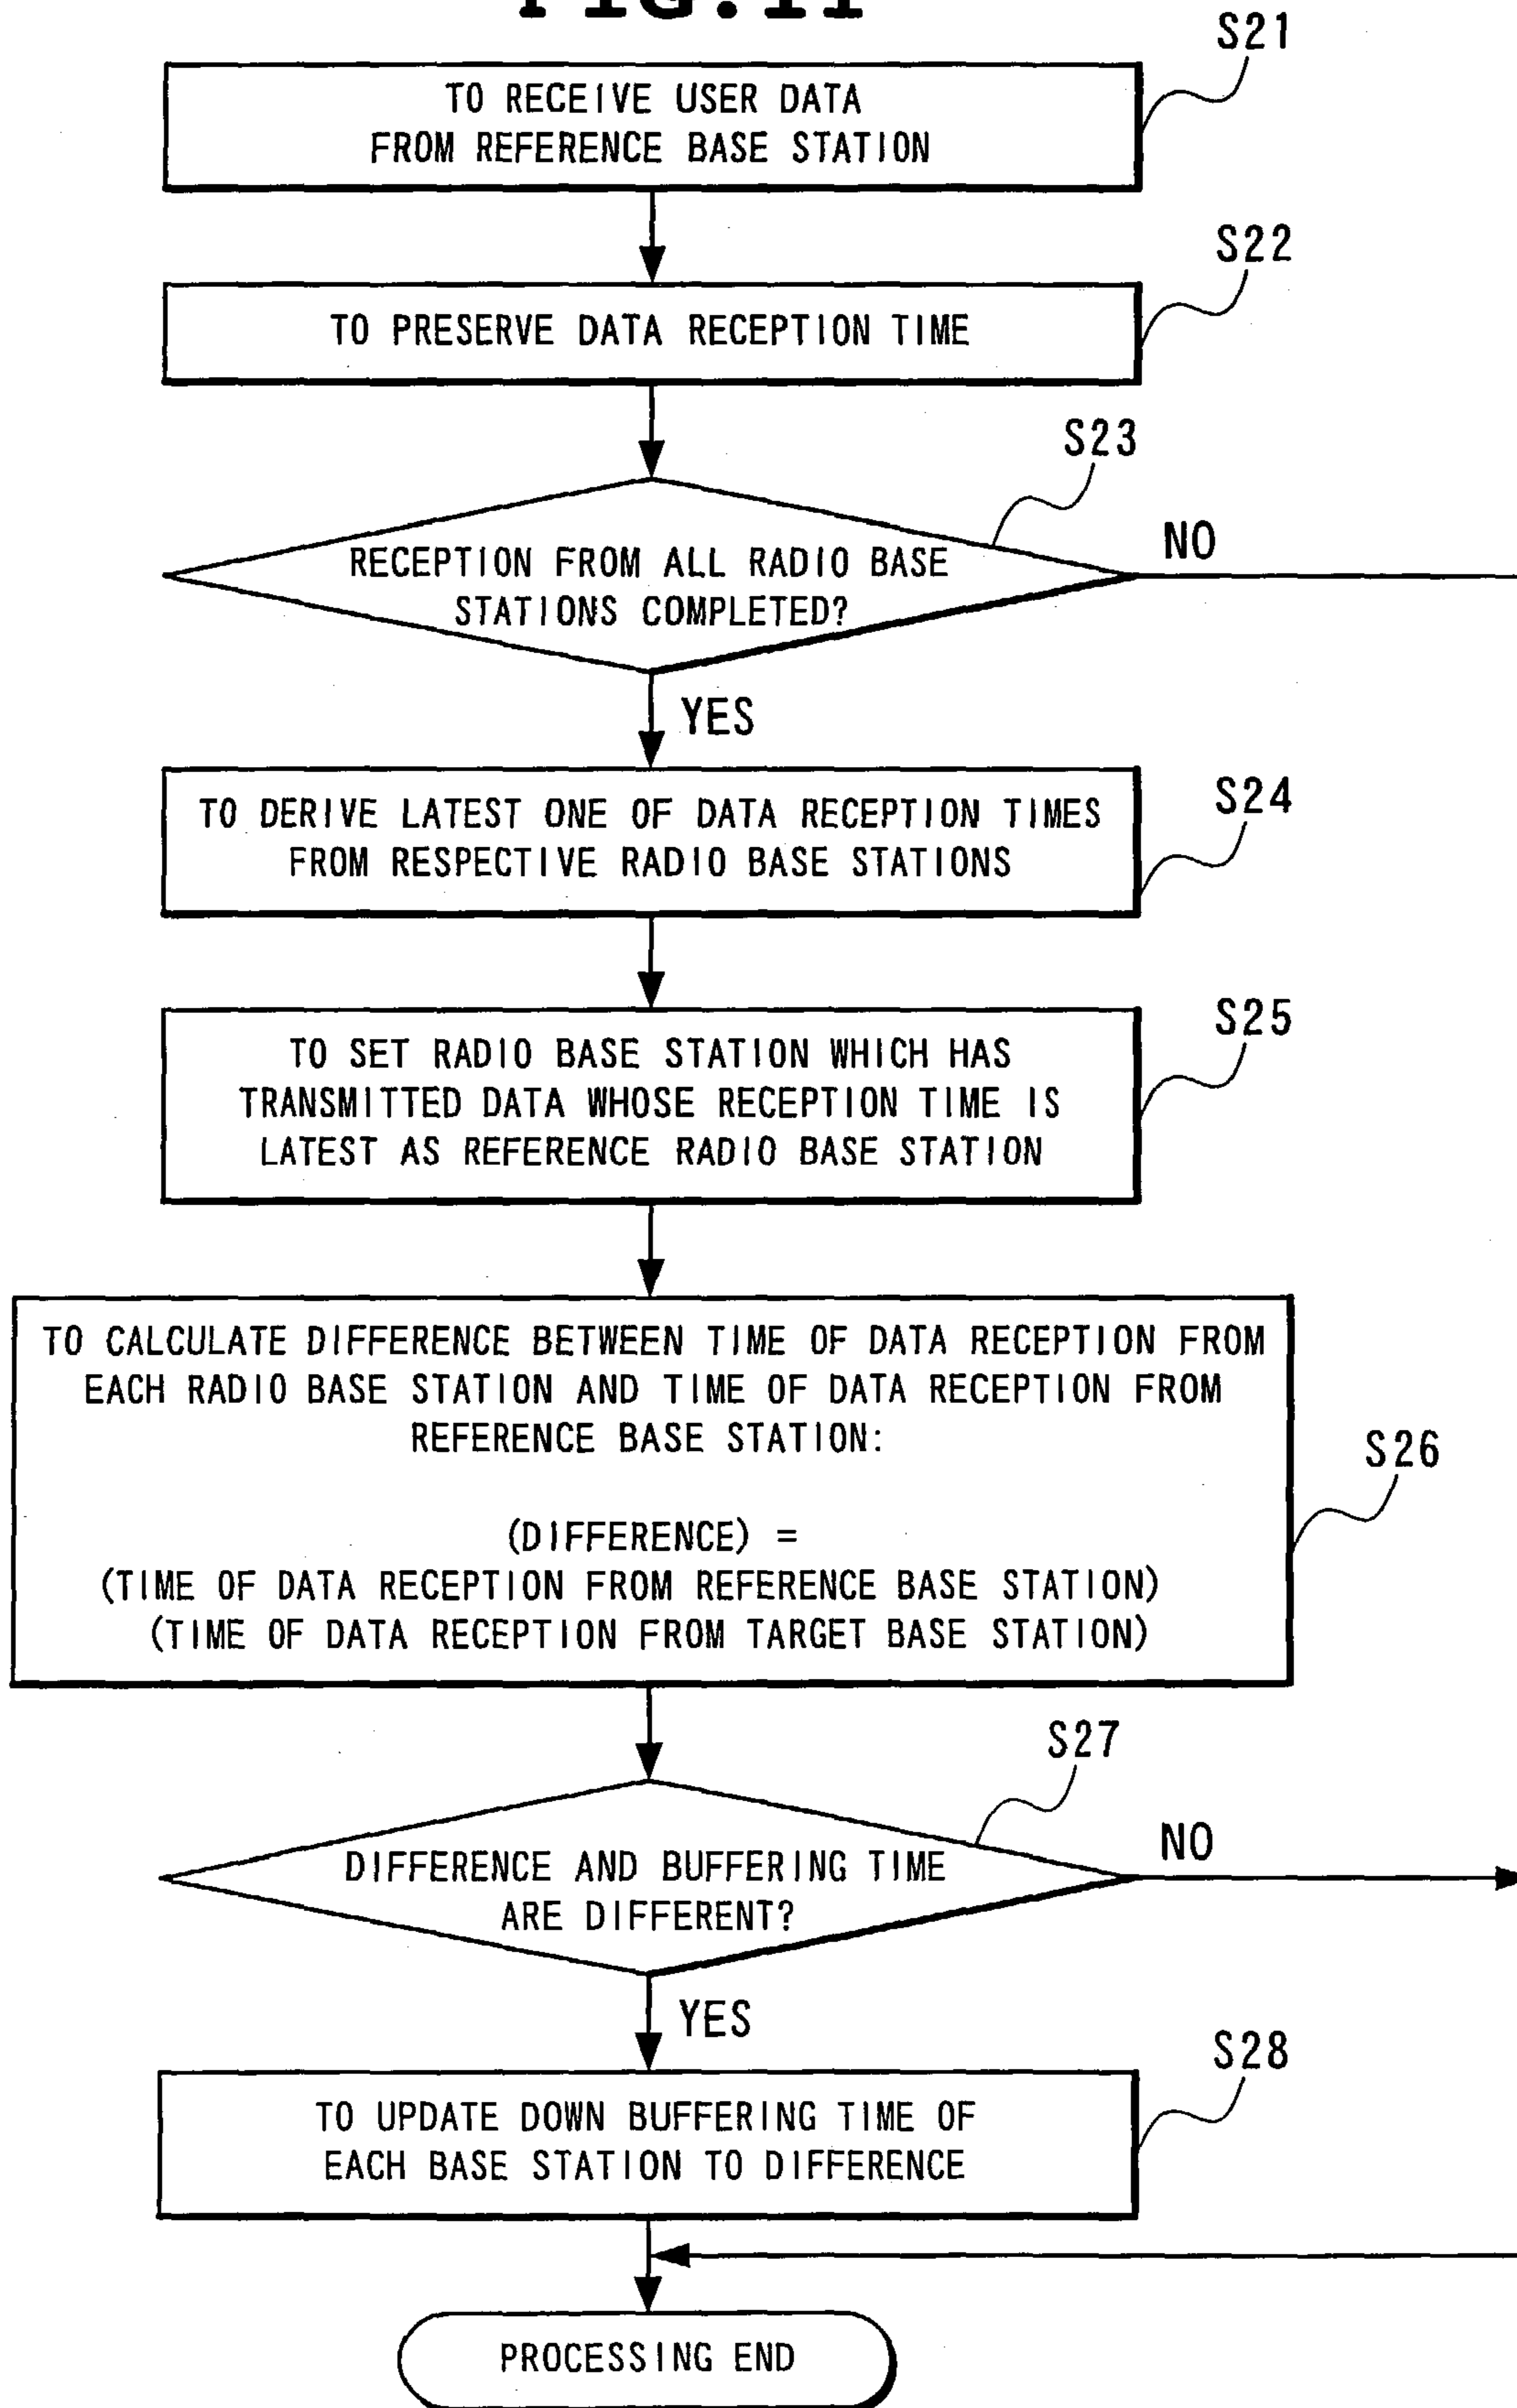 FIG.11
S21
TO RECEIVE USER DATA
FROM REFERENCE BASE STATION
S22
TO PRESERVE DATA RECEPTION TIME
S23
RECEPTION FROM ALL RADIO BASE
STATIONS COMPLETED?
NO
YES
S24
TO DERIVE LATEST ONE OF DATA RECEPTION TIMES
FROM RESPECTIVE RADIO BASE STATIONS
S25
TO SET RADIO BASE STATION WHICH HAS
TRANSMITTED DATA WHOSE RECEPTION TIME IS
LATEST AS REFERENCE RADIO BASE STATION
TO CALCULATE DIFFERENCE BETWEEN TIME OF DATA RECEPTION FROM
EACH RADIO BASE STATION AND TIME OF DATA RECEPTION FROM
REFERENCE BASE STATION:
S26
(DIFFERENCE) =
(TIME OF DATA RECEPTION FROM REFERENCE BASE STATION)
(TIME OF DATA RECEPTION FROM TARGET BASE STATION)
S27
DIFFERENCE AND BUFFERING TIME
ARE DIFFERENT?
NO
YES
S28
TO UPDATE DOWN BUFFERING TIME OF
EACH BASE STATION TO DIFFERENCE
PROCESSING END